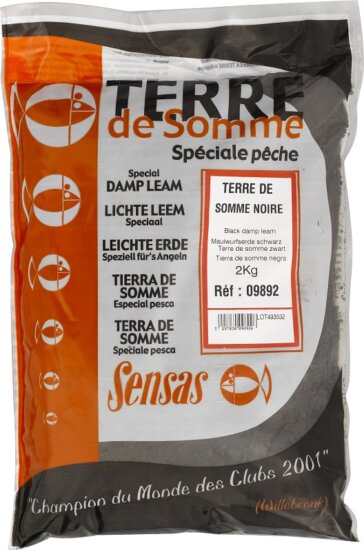 TERRE
de Somme
Spéciale pêche
Special
DAMP LEAM
LICHTE LEEM
Speciaal
LEICHTE ERDE
Speziell für's Angeln
TIERRA DE
SOMME
Especial pesca
TERRA DE
SOMME
Spéciale pesca
TERRE DE
SOMME NOIRE
Black damp leam
Maulwurfserde schwarz
Terre de somme zwart
Tierra de somme negra
2Kg
Réf : 09892
LOT493532
Sensas
"Champion du Monde des Clubs 2001"
(Willebroek)